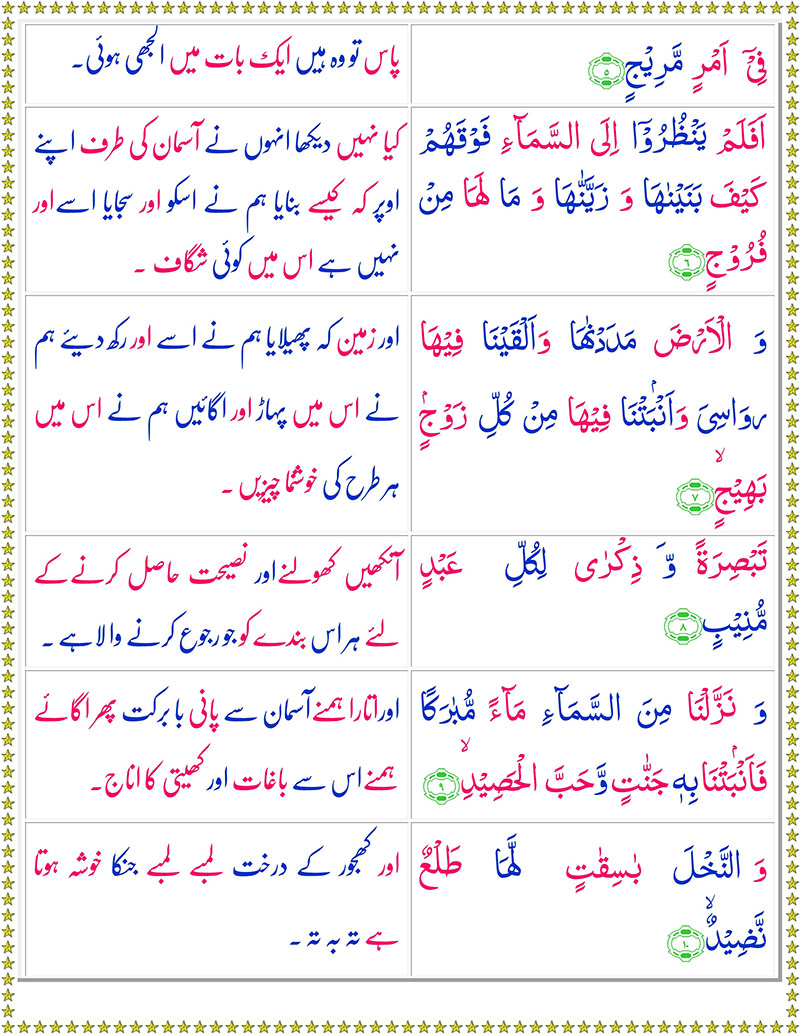 فِیْۤ اَمْرٍ مَّرِیْجٍ ۵
پاس تو وہ ہیں ایک بات میں الجھی ہوئی۔
اَفَلَمْ یَنْظُرُوْۤا اِلَی السَّمَآءِ فَوْقَهُمْ
كَیْفَ بَنَیْنٰهَا وَ زَیَّنّٰهَا وَ مَا لَهَا مِنْ
فُرُوْجٍ ۶
کیا نہیں دیکھا انہوں نے آسمان کی طرف اپنے
اوپر کہ کیسے بنایا ہم نے اسکو اور سجایا اسے اور
نہیں ہے اس میں کوئی شگاف ۔
وَ الْاَرْضَ مَدَدْنٰهَا وَاَلْقَیْنَا فِیْهَا
رَوَاسِیَ وَاَنْۢبَتْنَا فِیْهَا مِنْ كُلِّ زَوْجٍۭ
بَهِیْجٍۙ ۷
اور زمین کہ پھیلایا ہم نے اسے اور رکھ دیئے ہم
نے اس میں پہاڑ اور اگائیں ہم نے اس میں
ہر طرح کی خوشنما چیزیں ۔
تَبْصِرَةً وَّ ذِكْرٰی لِكُلِّ عَبْدٍ
مُّنِیْبٍ ۸
آنکھیں کھولنے اور نصیحت حاصل کرنے کے
لئے ہر اس بندے کو جو رجوع کرنے والا ہے ۔
وَ نَزَّلْنَا مِنَ السَّمَآءِ مَآءً مُّبٰرَكًا
فَاَنْۢبَتْنَا بِهٖ جَنّٰتٍ وَّحَبَّ الْحَصِیْدِۙ ۹
اور اتارا ہمنے آسمان سے پانی با برکت پھر اگائے
ہمنے اس سے باغات اور کھیتی کا اناج۔
وَ النَّخْلَ بٰسِقٰتٍ لَّهَا طَلْعٌ
نَّضِیْدٌۙ ۱۰
اور کھجور کے درخت لمبے لمبے جنکا خوشہ ہوتا
ہے تہ بہ تہ ۔